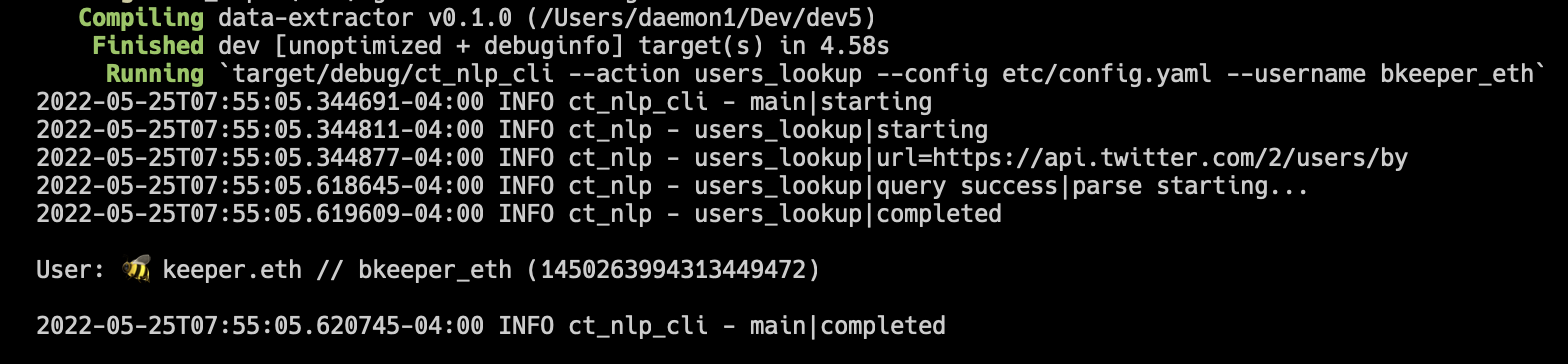 Compiling data-extractor v0.1.0 (/Users/daemon1/Dev/dev5)
Finished dev [unoptimized + debuginfo] target(s) in 4.58s
Running `target/debug/ct_nlp_cli --action users_lookup --config etc/config.yaml --username bkeeper_eth`
2022-05-25T07:55:05.344691-04:00 INFO ct_nlp_cli - main|starting
2022-05-25T07:55:05.344811-04:00 INFO ct_nlp - users_lookup|starting
2022-05-25T07:55:05.344877-04:00 INFO ct_nlp - users_lookup|url=https://api.twitter.com/2/users/by
2022-05-25T07:55:05.618645-04:00 INFO ct_nlp - users_lookup|query success|parse starting...
2022-05-25T07:55:05.619609-04:00 INFO ct_nlp - users_lookup|completed
User: 🐝 keeper.eth // bkeeper_eth (1450263994313449472)
2022-05-25T07:55:05.620745-04:00 INFO ct_nlp_cli - main|completed